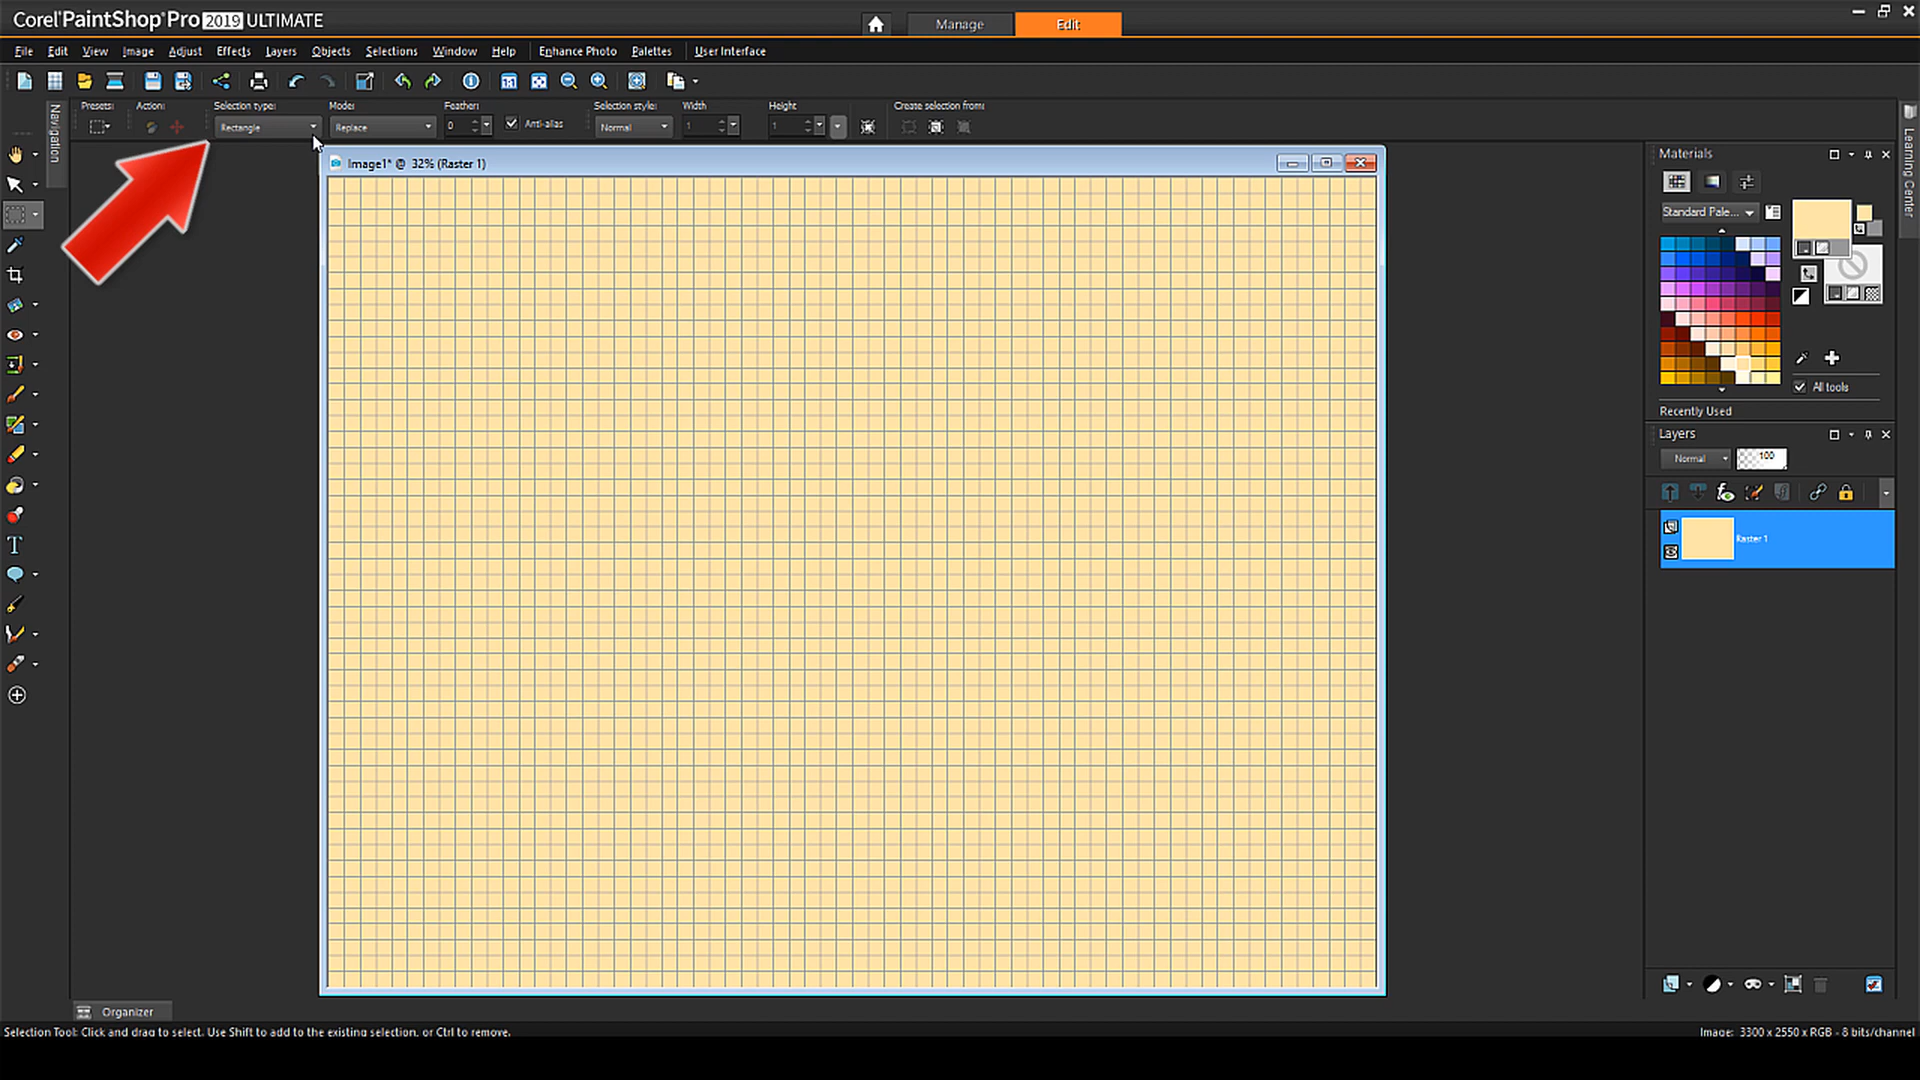 Corel PaintShop Pro 2019 ULTIMATE
Manage
Edit
File Edit View Image Adjust Effects Layers Objects Selections Window Help Enhance Photo Palettes User Interface
Presets: Action: Selection type: Mode: Feather: Selection style: Width Height Create selection from:
Rectangle Replace 0 Anti-alias Normal 1 1
Navigation
Image1* @ 32% (Raster 1)
Learning Center
Materials
Standard Pale...
All tools
Recently Used
Layers
Normal 100
Raster 1
Organizer
Selection Tool: Click and drag to select. Use Shift to add to the existing selection, or Ctrl to remove.
Image: 3300 x 2550 x RGB - 8 bits/channel